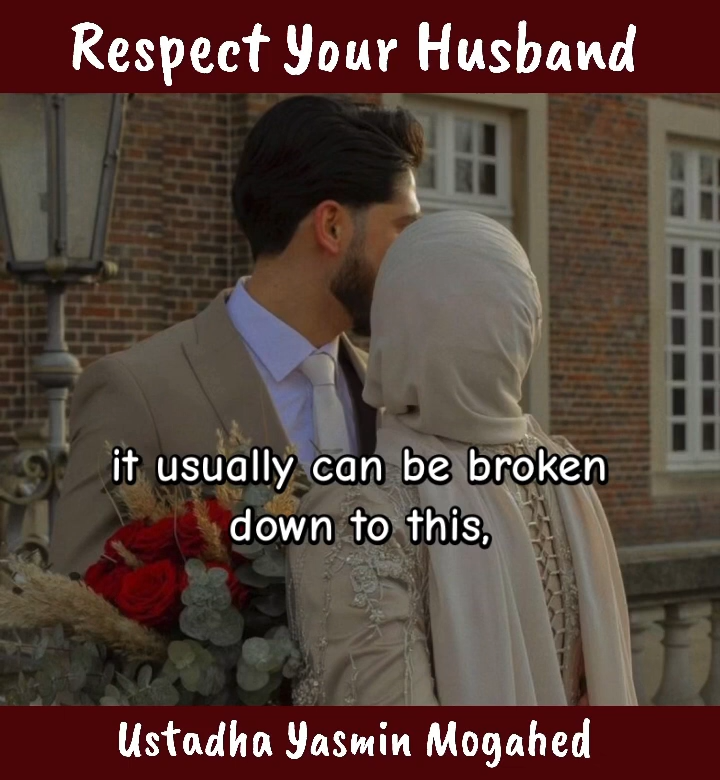 Respect Your Husband
it usually can be broken
down to this,
Ustadha Yasmin Mogahed